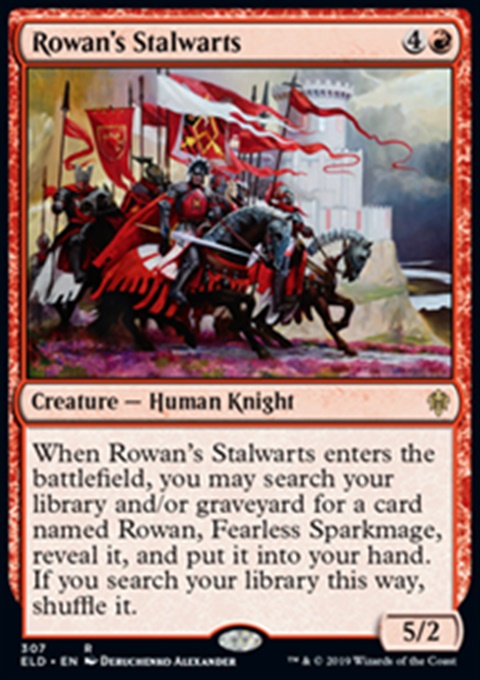 Rowan's Stalwarts 4
Creature — Human Knight
When Rowan's Stalwarts enters the
battlefield, you may search your
library and/or graveyard for a card
named Rowan, Fearless Sparkmage,
reveal it, and put it into your hand.
If you search your library this way,
shuffle it.
5/2
307 R
ELD • EN Deruchenko Alexander ™ & © 2019 Wizards of the Coast